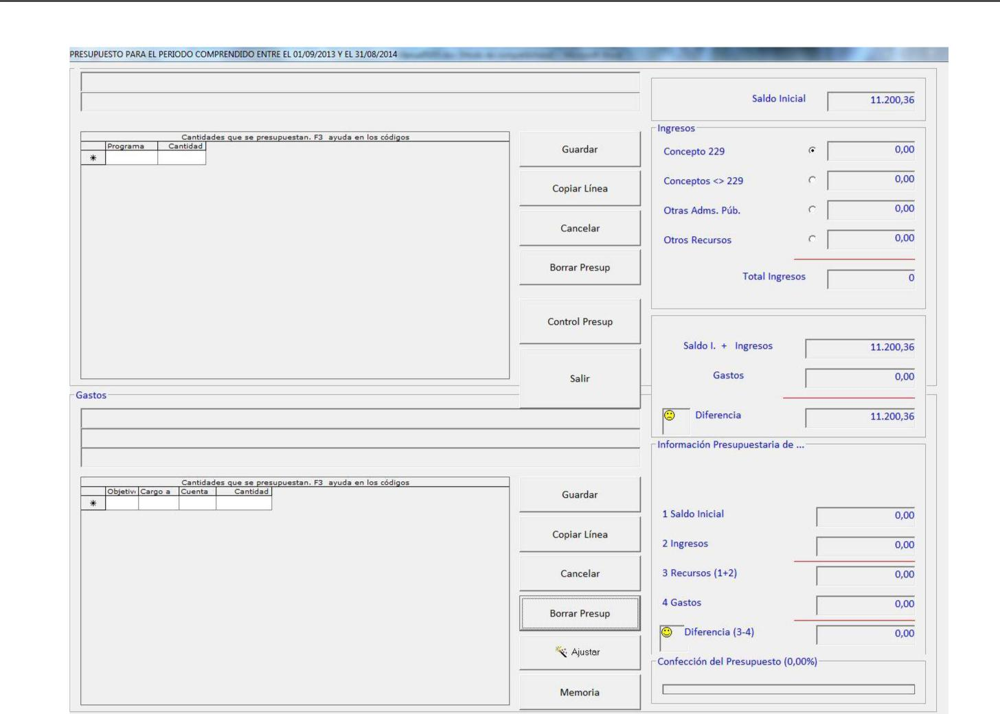 PRESUPUESTO PARA EL PERIODO COMPRENDIDO ENTRE EL 01/09/2013 Y EL 31/08/2014
Saldo Inicial 11.200,36
Cantidades que se presupuestan. F3 ayuda en los códigos
Programa Cantidad
*
Guardar
Copiar Línea
Cancelar
Borrar Presup
Control Presup
Salir
Ingresos
Concepto 229 0,00
Conceptos <> 229 0,00
Otras Adms. Púb. 0,00
Otros Recursos 0,00
Total Ingresos 0
Saldo I. + Ingresos 11.200,36
Gastos 0,00
Diferencia 11.200,36
Gastos
Cantidades que se presupuestan. F3 ayuda en los códigos
Objetivo Cargo a Cuenta Cantidad
*
Guardar
Copiar Línea
Cancelar
Borrar Presup
Ajustar
Memoria
Información Presupuestaria de ...
1 Saldo Inicial 0,00
2 Ingresos 0,00
3 Recursos (1+2) 0,00
4 Gastos 0,00
Diferencia (3-4) 0,00
Confección del Presupuesto (0,00%)